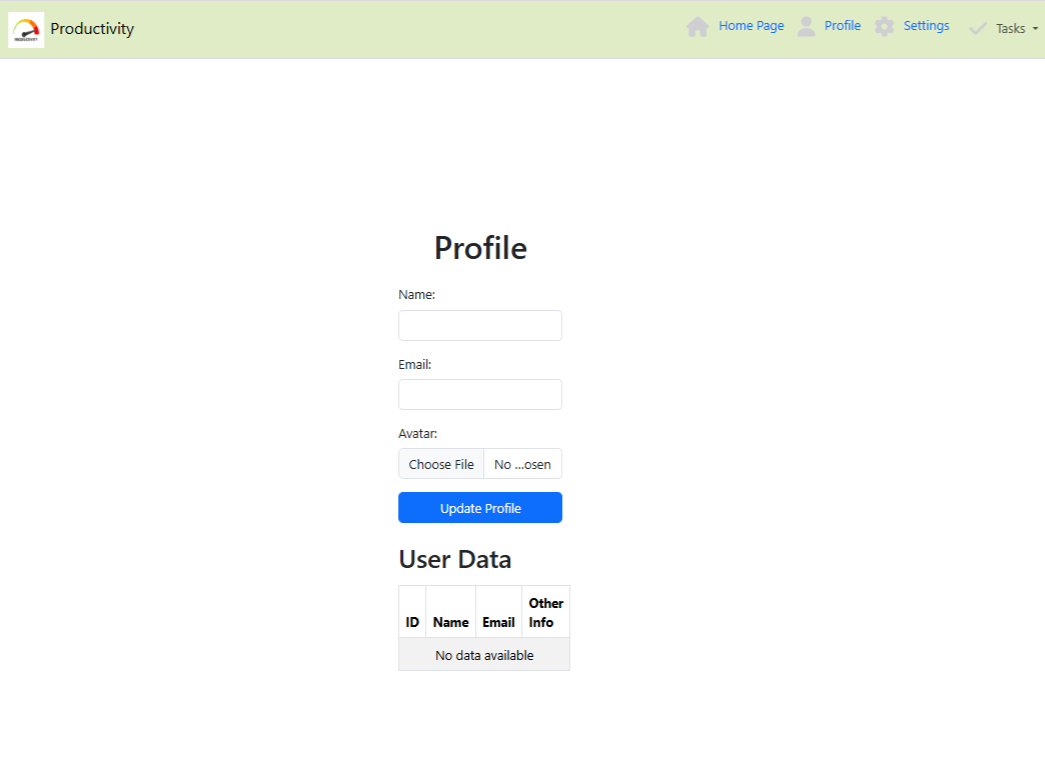 Productivity
Home Page
Profile
Settings
Tasks
Profile
Name:
Email:
Avatar:
Choose File No ...osen
Update Profile
User Data
ID Name Email Other Info
No data available